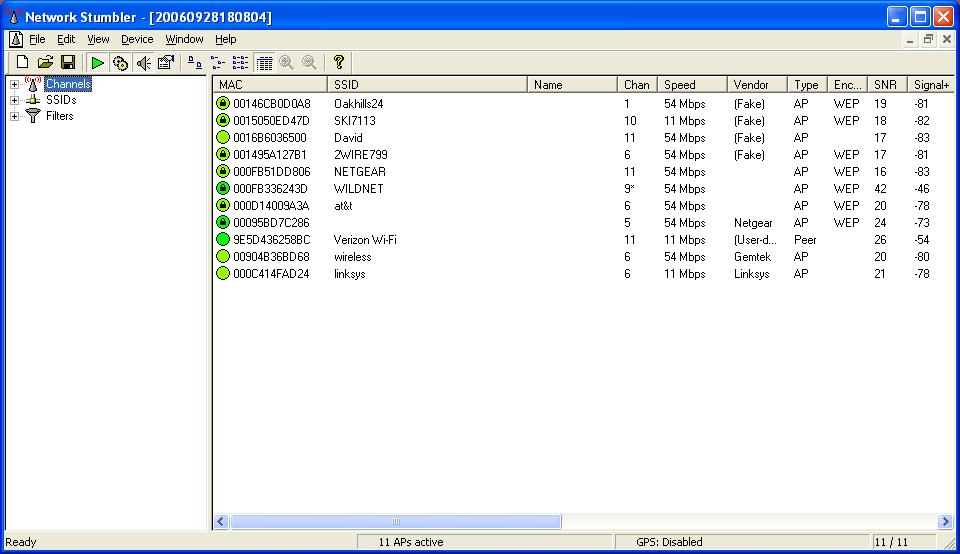 Network Stumbler - [20060928180804]
File Edit View Device Window Help
Channels
SSIDs
Filters
MAC SSID Name Chan Speed Vendor Type Enc... SNR Signal+
00146CB0D0A8 Oakhills24 1 54 Mbps (Fake) AP WEP 19 -81
0015050ED47D SKI7113 10 11 Mbps (Fake) AP WEP 18 -82
0016B6036500 David 11 54 Mbps (Fake) AP 17 -83
001495A127B1 2WIRE799 6 54 Mbps (Fake) AP WEP 17 -81
000FB51DD806 NETGEAR 11 54 Mbps AP WEP 16 -83
000FB336243D WILDNET 9* 54 Mbps AP WEP 42 -46
000D14009A3A at&t 6 54 Mbps AP WEP 20 -78
00095BD7C286 5 54 Mbps Netgear AP WEP 24 -73
9E5D436258BC Verizon Wi-Fi 11 11 Mbps (User-d... Peer 26 -54
00904B36BD68 wireless 6 54 Mbps Gemtek AP 20 -80
000C414FAD24 linksys 6 11 Mbps Linksys AP 21 -78
Ready 11 APs active GPS: Disabled 11 / 11